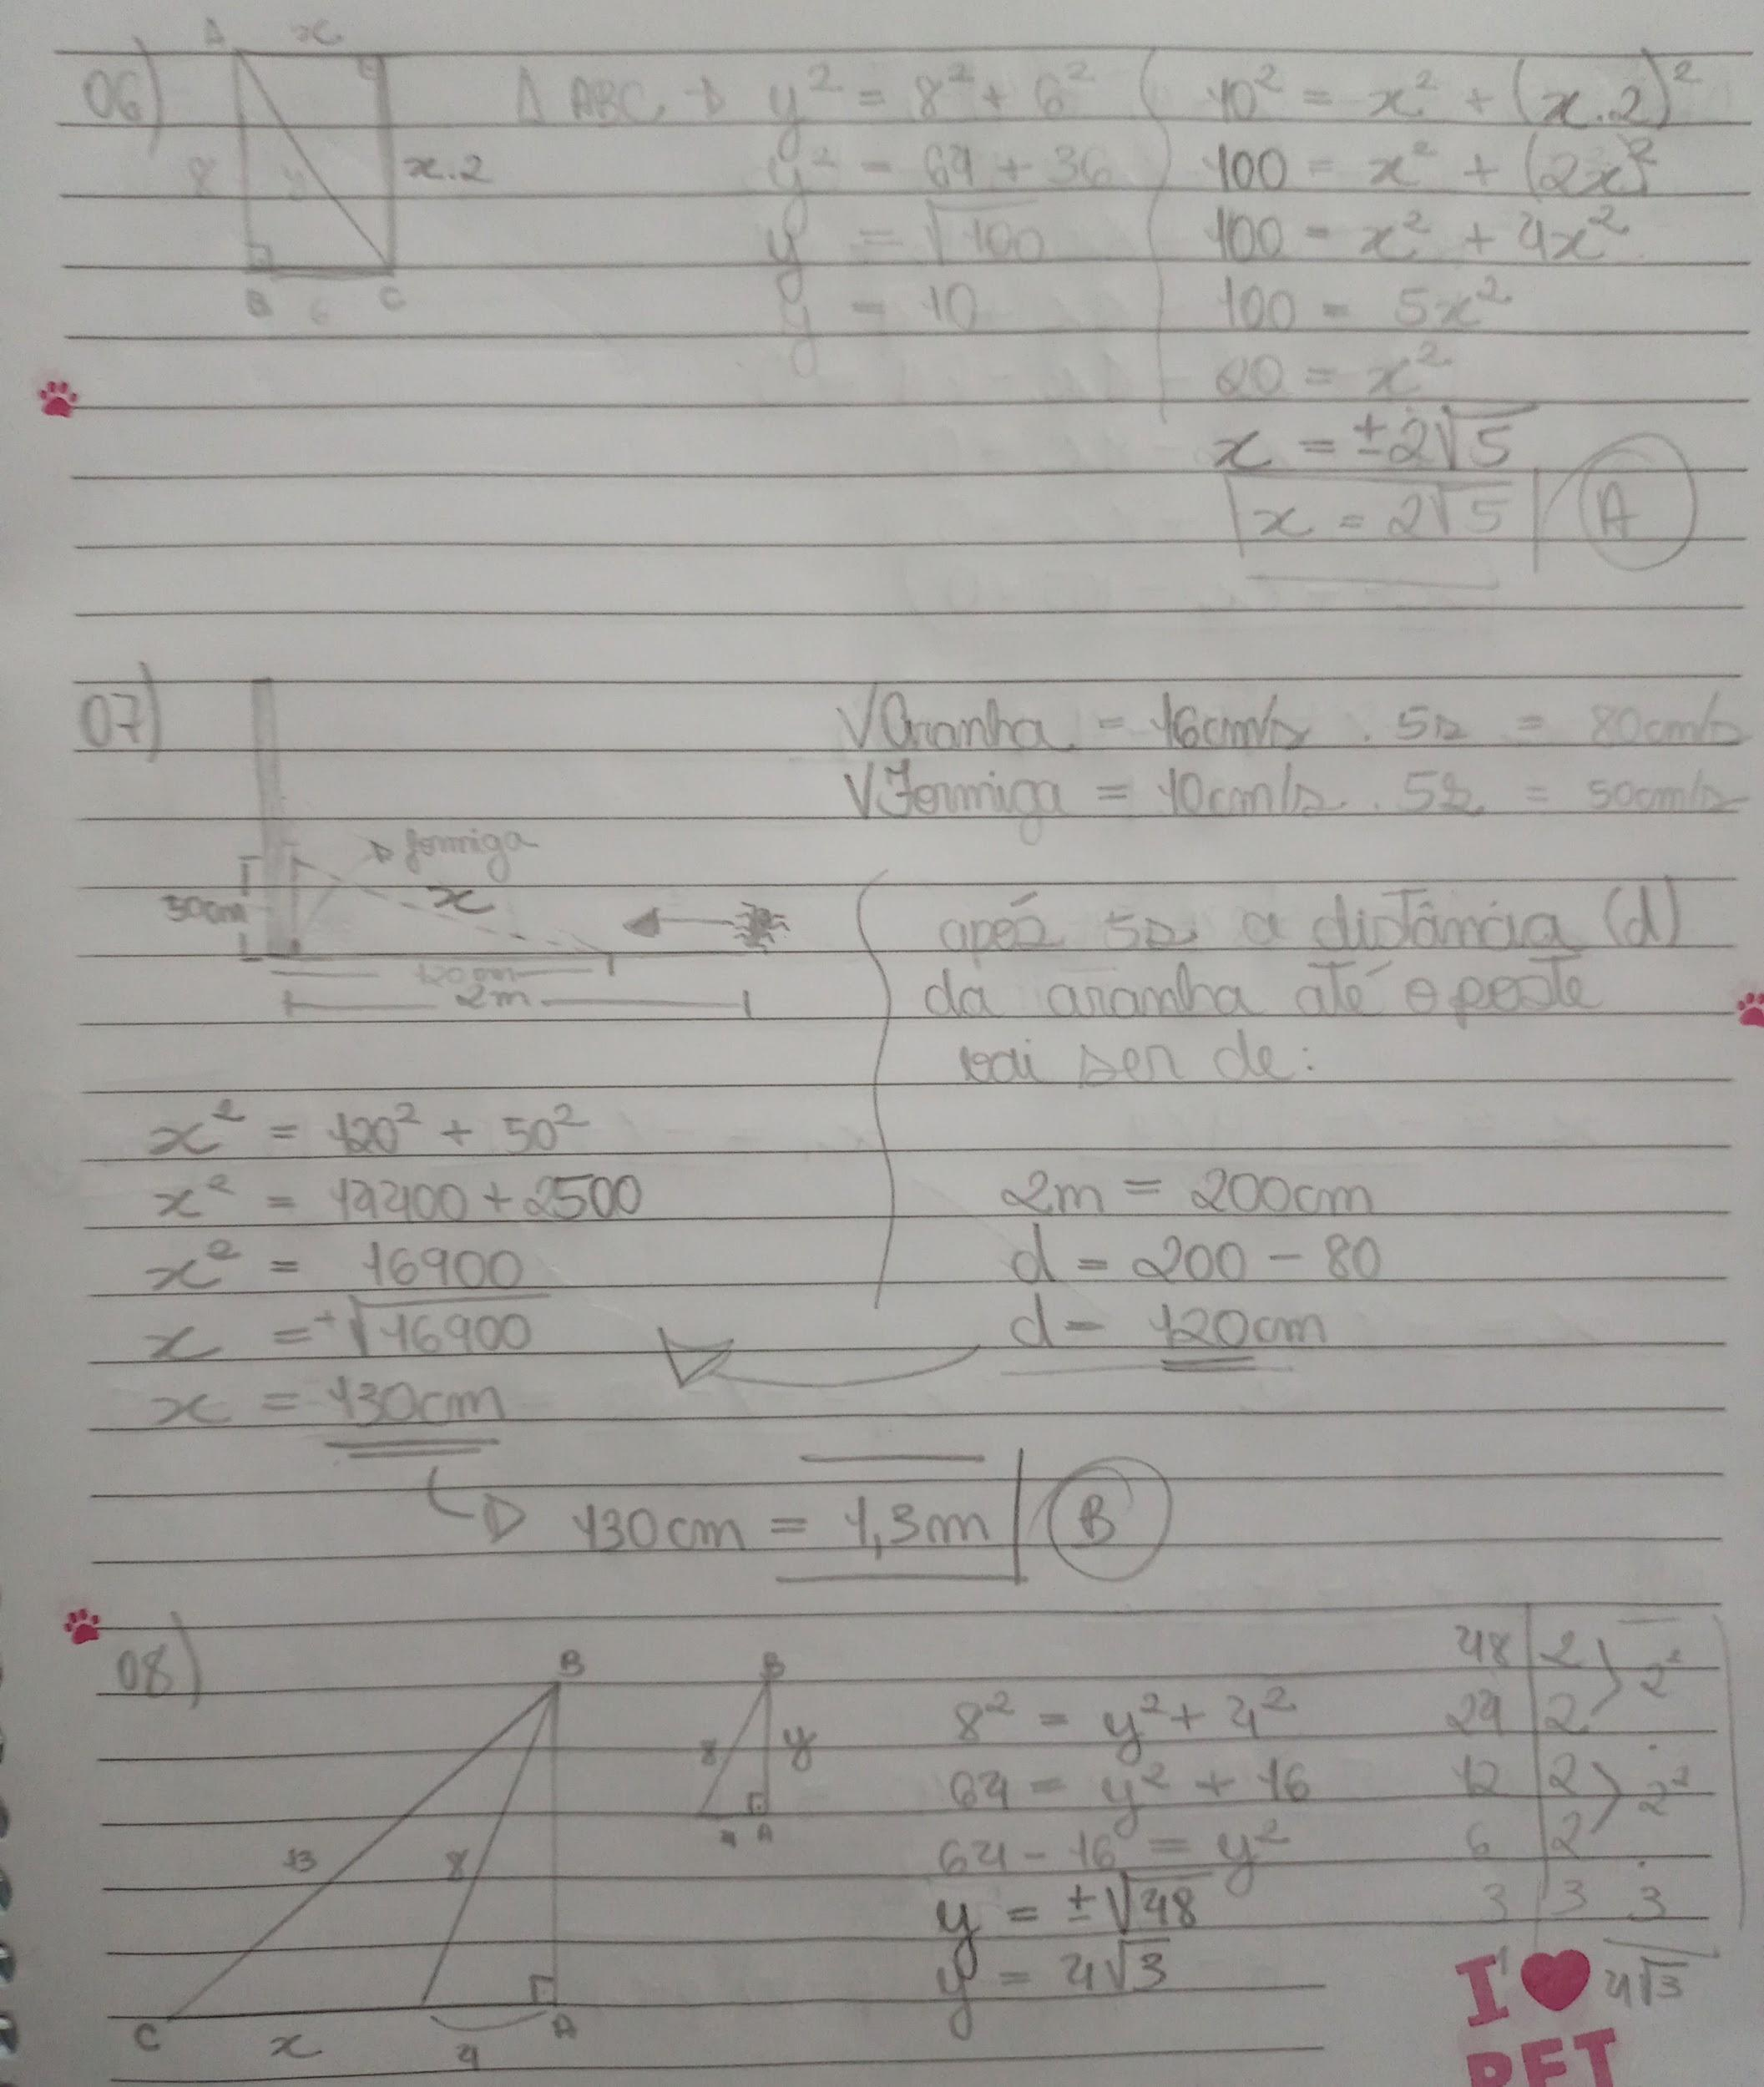 06)
A x
8 y x.2
B 6 C
Δ ABC → y² = 8² + 6²
y² = 64 + 36
y = √100
y = 10
10² = x² + (x.2)²
100 = x² + (2x)²
100 = x² + 4x²
100 = 5x²
20 = x²
x = ±2√5
x = 2√5 A
07)
VAranha = 16cm/s . 5s = 80cm/s
VFormiga = 10cm/s . 5s = 50cm/s
formiga
50cm x
120cm
2m
após 5s a distância (d)
da aranha até o poste
vai ser de:
2m = 200cm
d = 200 - 80
d = 120cm
x² = 120² + 50²
x² = 14400 + 2500
x² = 16900
x = ±√16900
x = 130cm
130cm = 1,3m B
08)
B
13 8
C x 4 A
B
8 y
4 A
8² = y² + 4²
64 = y² + 16
64 - 16 = y²
y = ±√48
y = 4√3
48 | 2
24 | 2 2²
12 | 2
6 | 2 2²
3 | 3 3
4√3
I ❤
PET